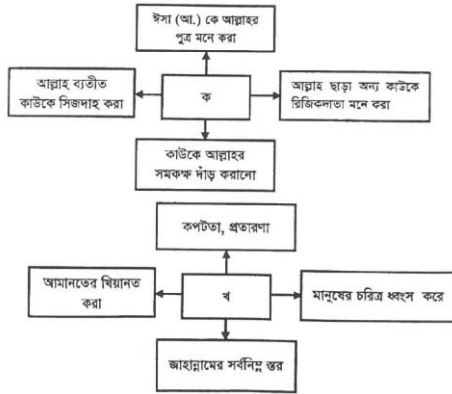 ঈসা (আ.) কে আল্লাহর
পুত্র মনে করা
আল্লাহ ব্যতীত
কাউকে সিজদাহ করা
ক
আল্লাহ ছাড়া অন্য কাউকে
রিজিকদাতা মনে করা
কাউকে আল্লাহর
সমকক্ষ দাঁড় করানো
কপটতা, প্রতারণা
আমানতের খিয়ানত
করা
খ
মানুষের চরিত্র ধ্বংস করে
জাহান্নামের সর্বনিম্ন স্তর